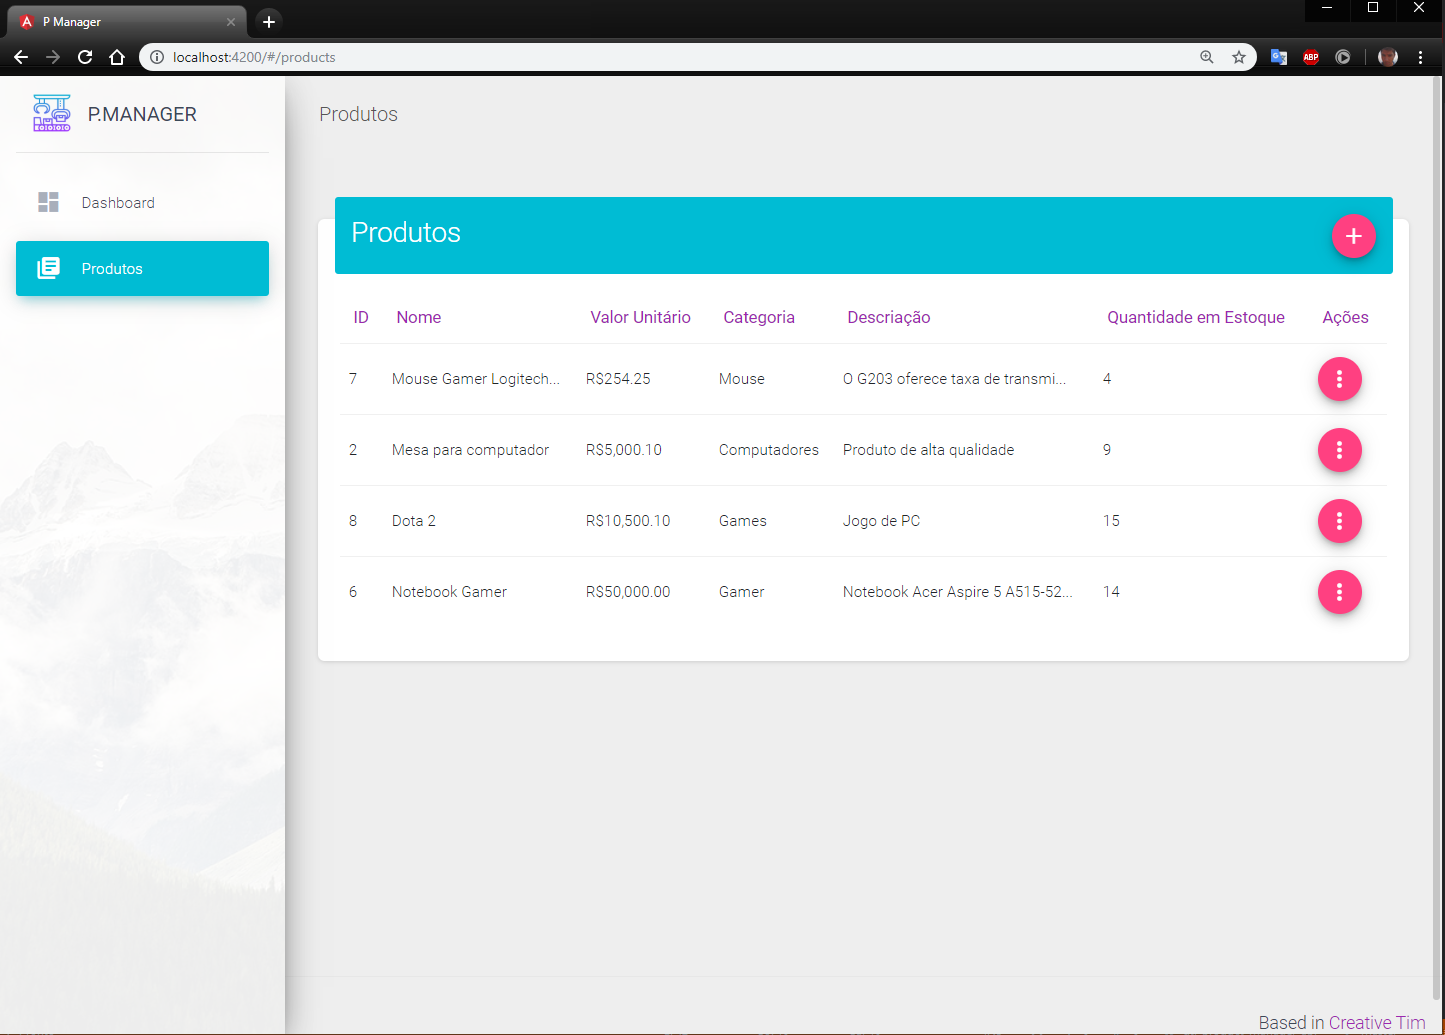 P Manager
localhost:4200/#/products
ABP
P.MANAGER
Produtos
Dashboard
Produtos
Produtos
ID Nome Valor Unitário Categoria Descriação Quantidade em Estoque Ações
7 Mouse Gamer Logitech... R$254.25 Mouse O G203 oferece taxa de transmi... 4
2 Mesa para computador R$5,000.10 Computadores Produto de alta qualidade 9
8 Dota 2 R$10,500.10 Games Jogo de PC 15
6 Notebook Gamer R$50,000.00 Gamer Notebook Acer Aspire 5 A515-52... 14
Based in Creative Tim